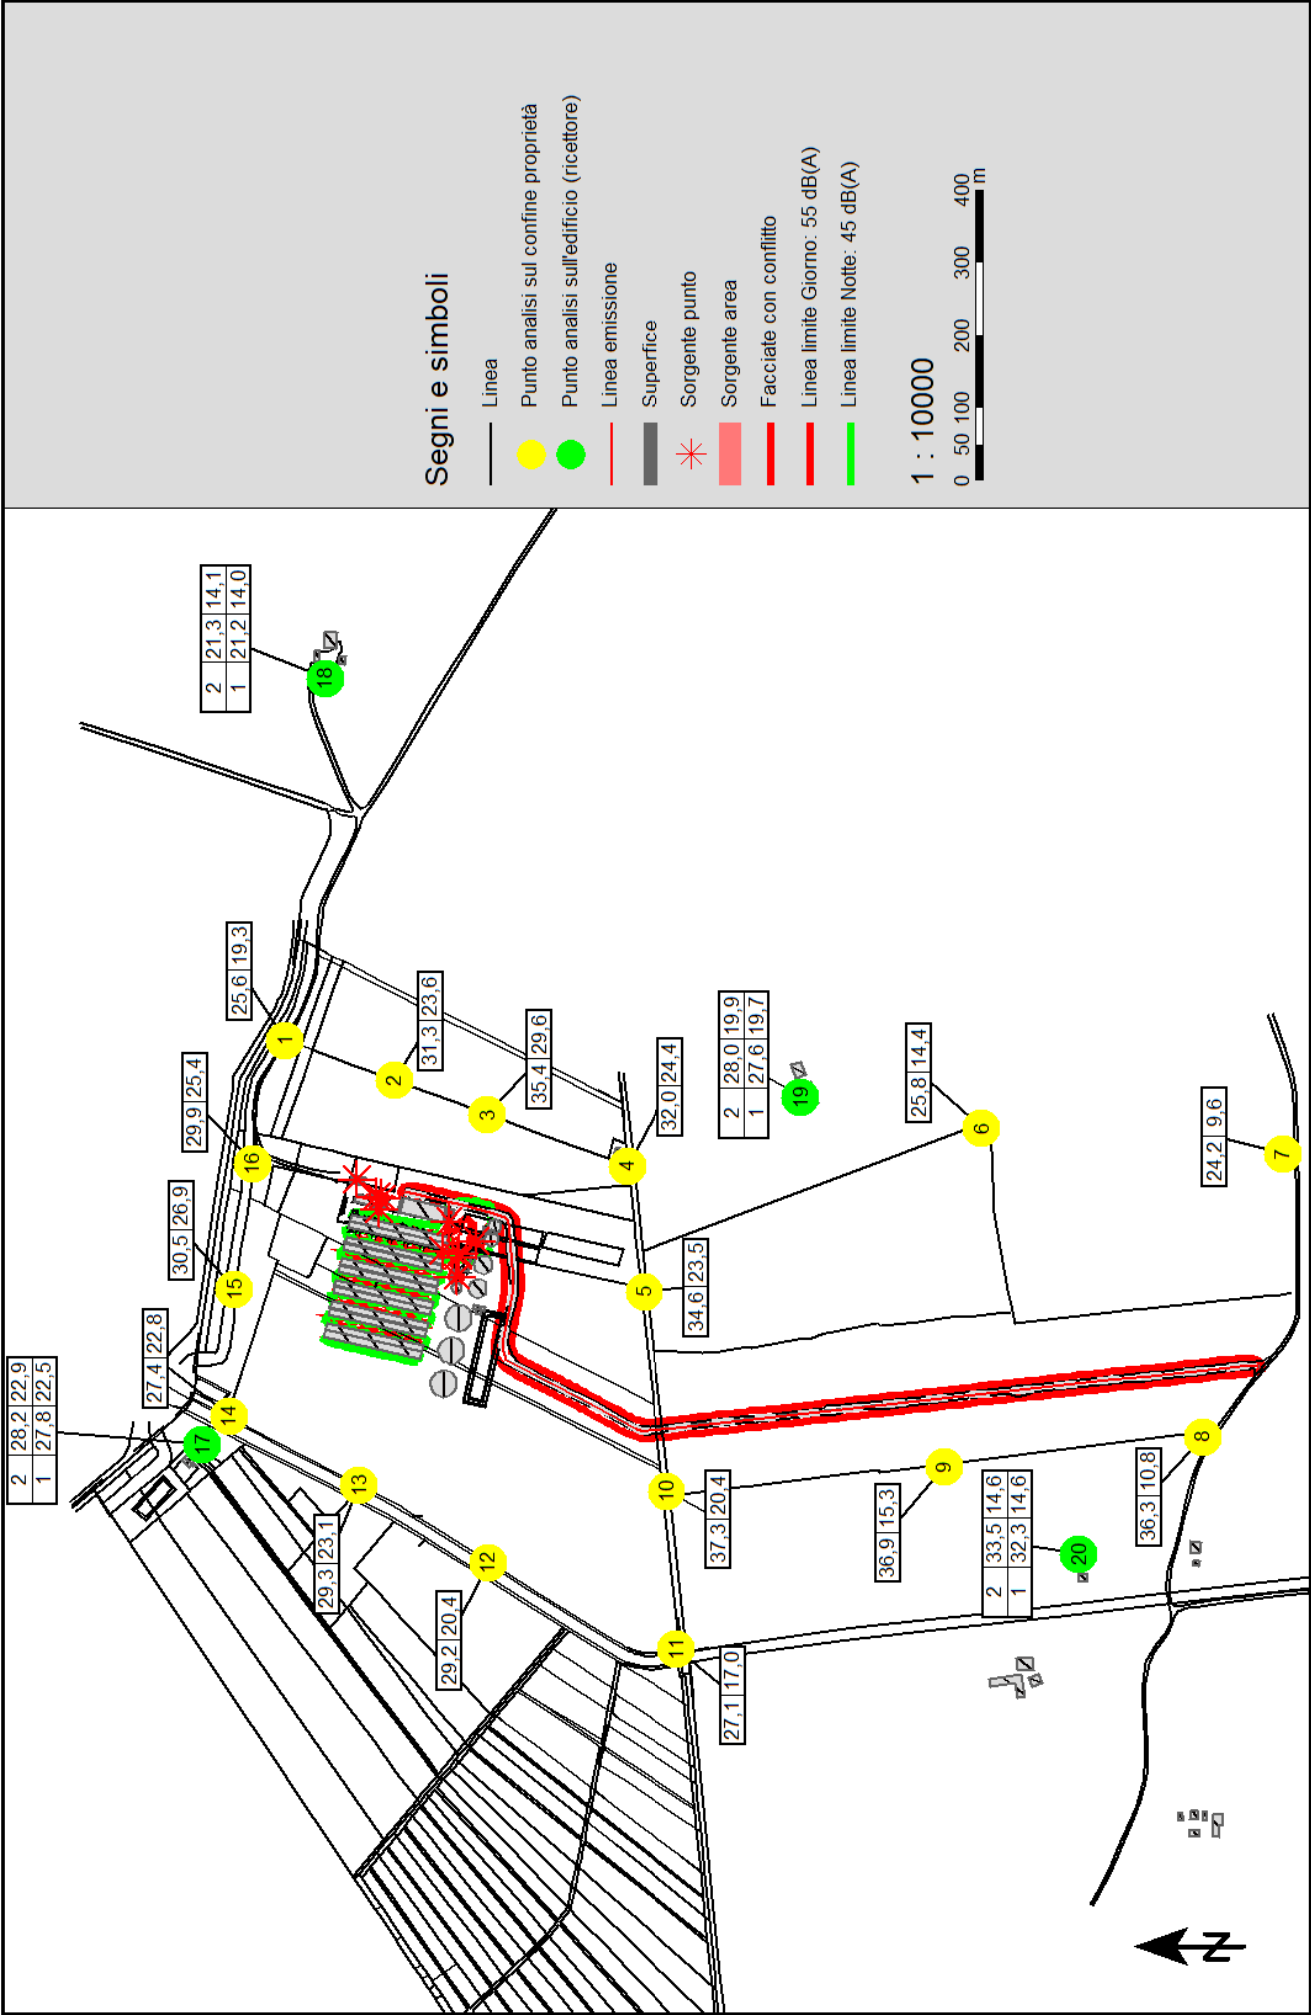 Segni e simboli
Linea
Punto analisi sul confine proprietà
Punto analisi sull'edificio (ricettore)
Linea emissione
Superfice
Sorgente punto
Sorgente area
Facciate con conflitto
Linea limite Giorno: 55 dB(A)
Linea limite Notte: 45 dB(A)
1 : 10000
0 50 100 200 300 400
m
2 28,2 22,9
1 27,8 22,5
17
27,4 22,8
14
30,5 26,9
15
29,9 25,4
16
25,6 19,3
1
2 21,3 14,1
1 21,2 14,0
18
31,3 23,6
2
35,4 29,6
3
32,0 24,4
4
2 28,0 19,9
1 27,6 19,7
19
25,8 14,4
6
24,2 9,6
7
34,6 23,5
5
29,3 23,1
13
29,2 20,4
12
27,1 17,0
11
37,3 20,4
10
36,9 15,3
9
2 33,5 14,6
1 32,3 14,6
20
36,3 10,8
8
N